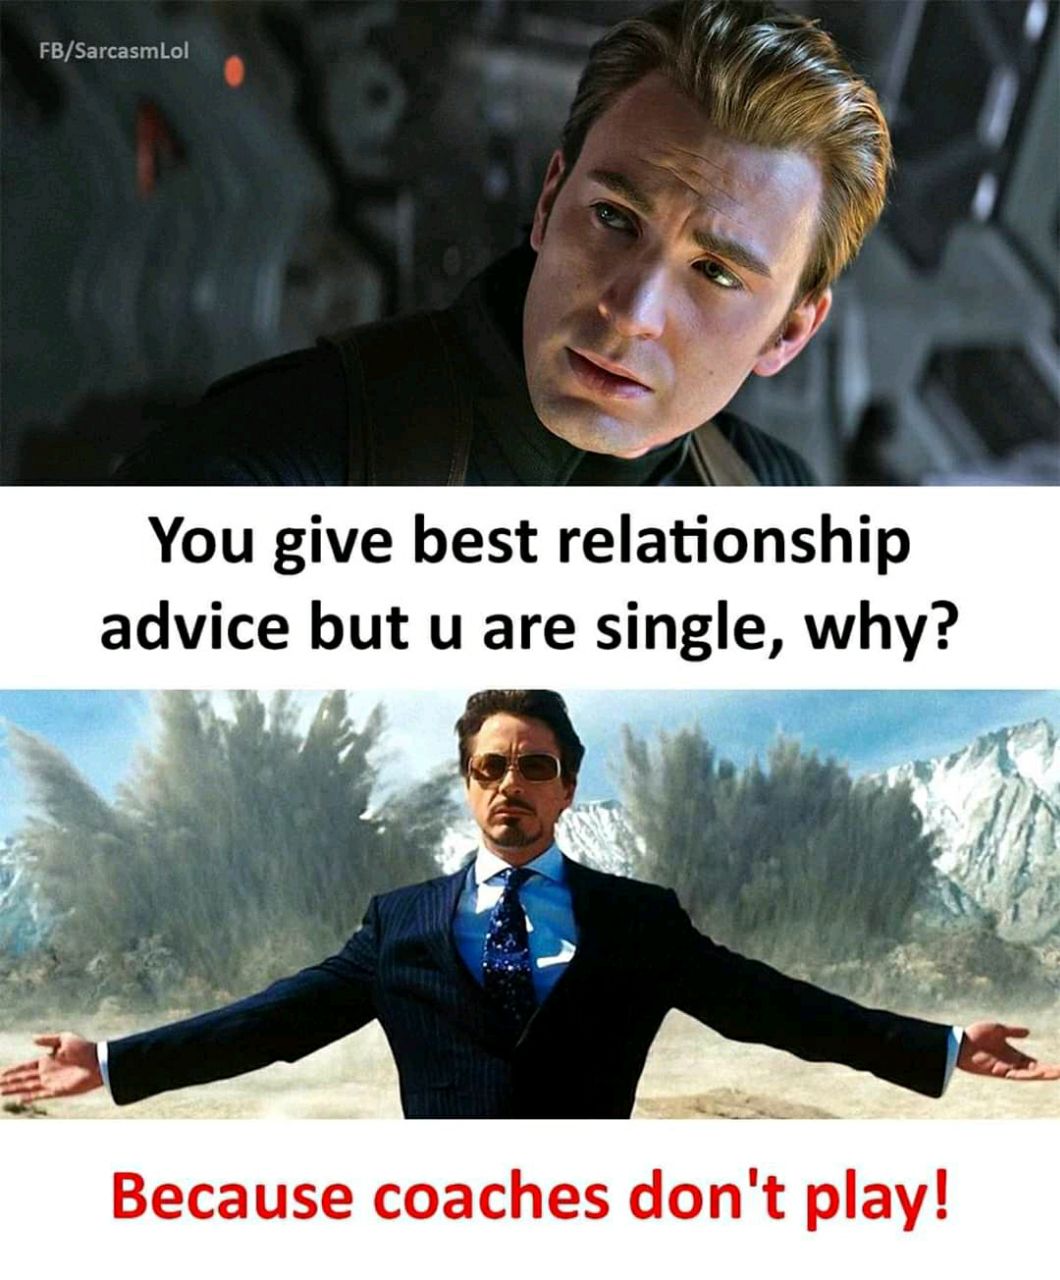 FB/SarcasmLol
You give best relationship
advice but u are single, why?
Because coaches don't play!